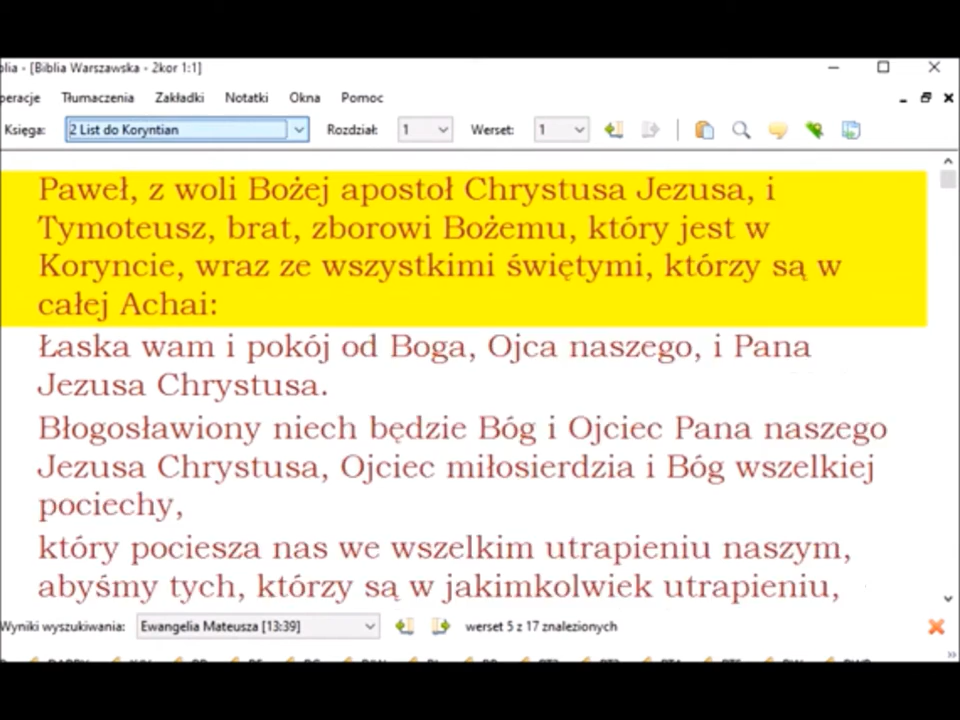 blia - [Biblia Warszawska - 2kor 1:1]
peracje Tłumaczenia Zakładki Notatki Okna Pomoc
Księga: 2 List do Koryntian Rozdział: 1 Werset: 1
Paweł, z woli Bożej apostoł Chrystusa Jezusa, i
Tymoteusz, brat, zborowi Bożemu, który jest w
Koryncie, wraz ze wszystkimi świętymi, którzy są w
całej Achai:
Łaska wam i pokój od Boga, Ojca naszego, i Pana
Jezusa Chrystusa.
Błogosławiony niech będzie Bóg i Ojciec Pana naszego
Jezusa Chrystusa, Ojciec miłosierdzia i Bóg wszelkiej
pociechy,
który pociesza nas we wszelkim utrapieniu naszym,
abyśmy tych, którzy są w jakimkolwiek utrapieniu,
Wyniki wyszukiwania: Ewangelia Mateusza [13:39] werset 5 z 17 znalezionych